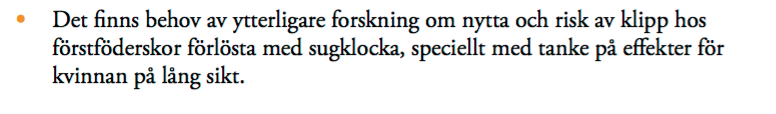 • Det finns behov av ytterligare forskning om nytta och risk av klipp hos
förstföderskor förlösta med sugklocka, speciellt med tanke på effekter för
kvinnan på lång sikt.